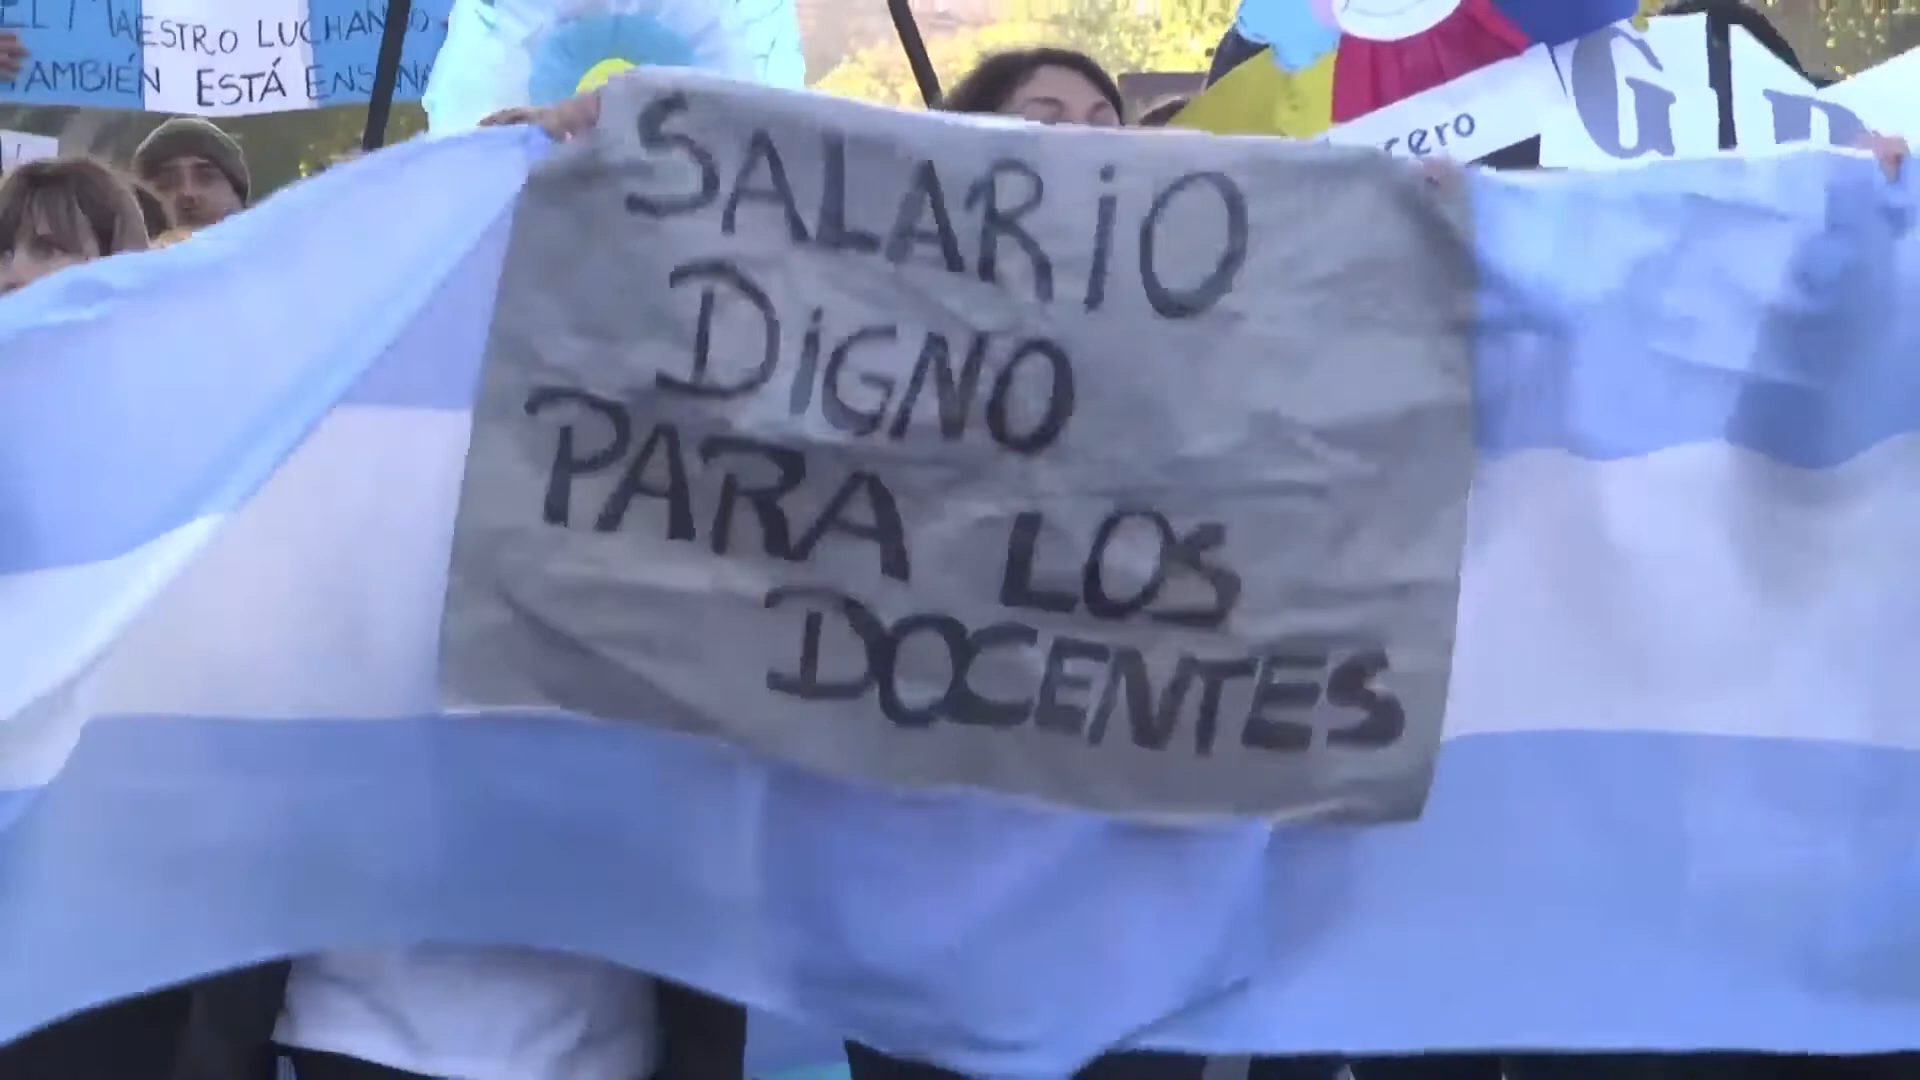 MAESTRO LUCHANDO
TAMBIÉN ESTÁ
SALARIO
DIGNO
PARA LOS
DOCENTES